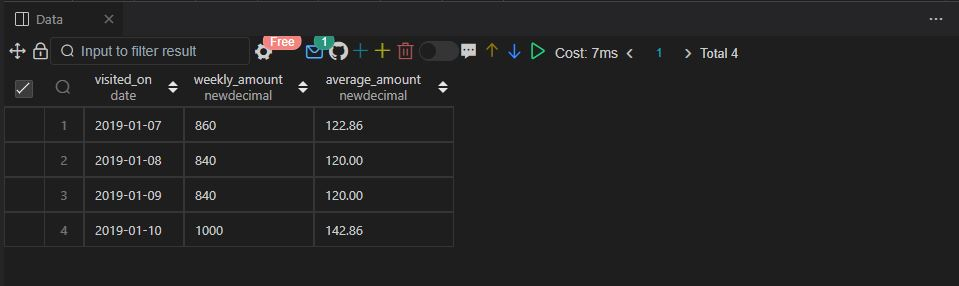 Data
Input to filter result Free 1 Cost: 7ms 1 Total 4
visited_on weekly_amount average_amount
date newdecimal newdecimal
1 2019-01-07 860 122.86
2 2019-01-08 840 120.00
3 2019-01-09 840 120.00
4 2019-01-10 1000 142.86